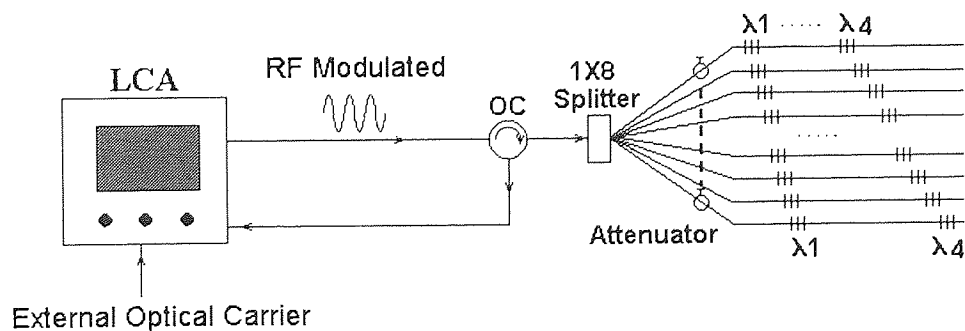 λ1 ····· λ4
RF Modulated
1X8
Splitter
LCA
OC
·····
Attenuator
λ1
λ4
External Optical Carrier